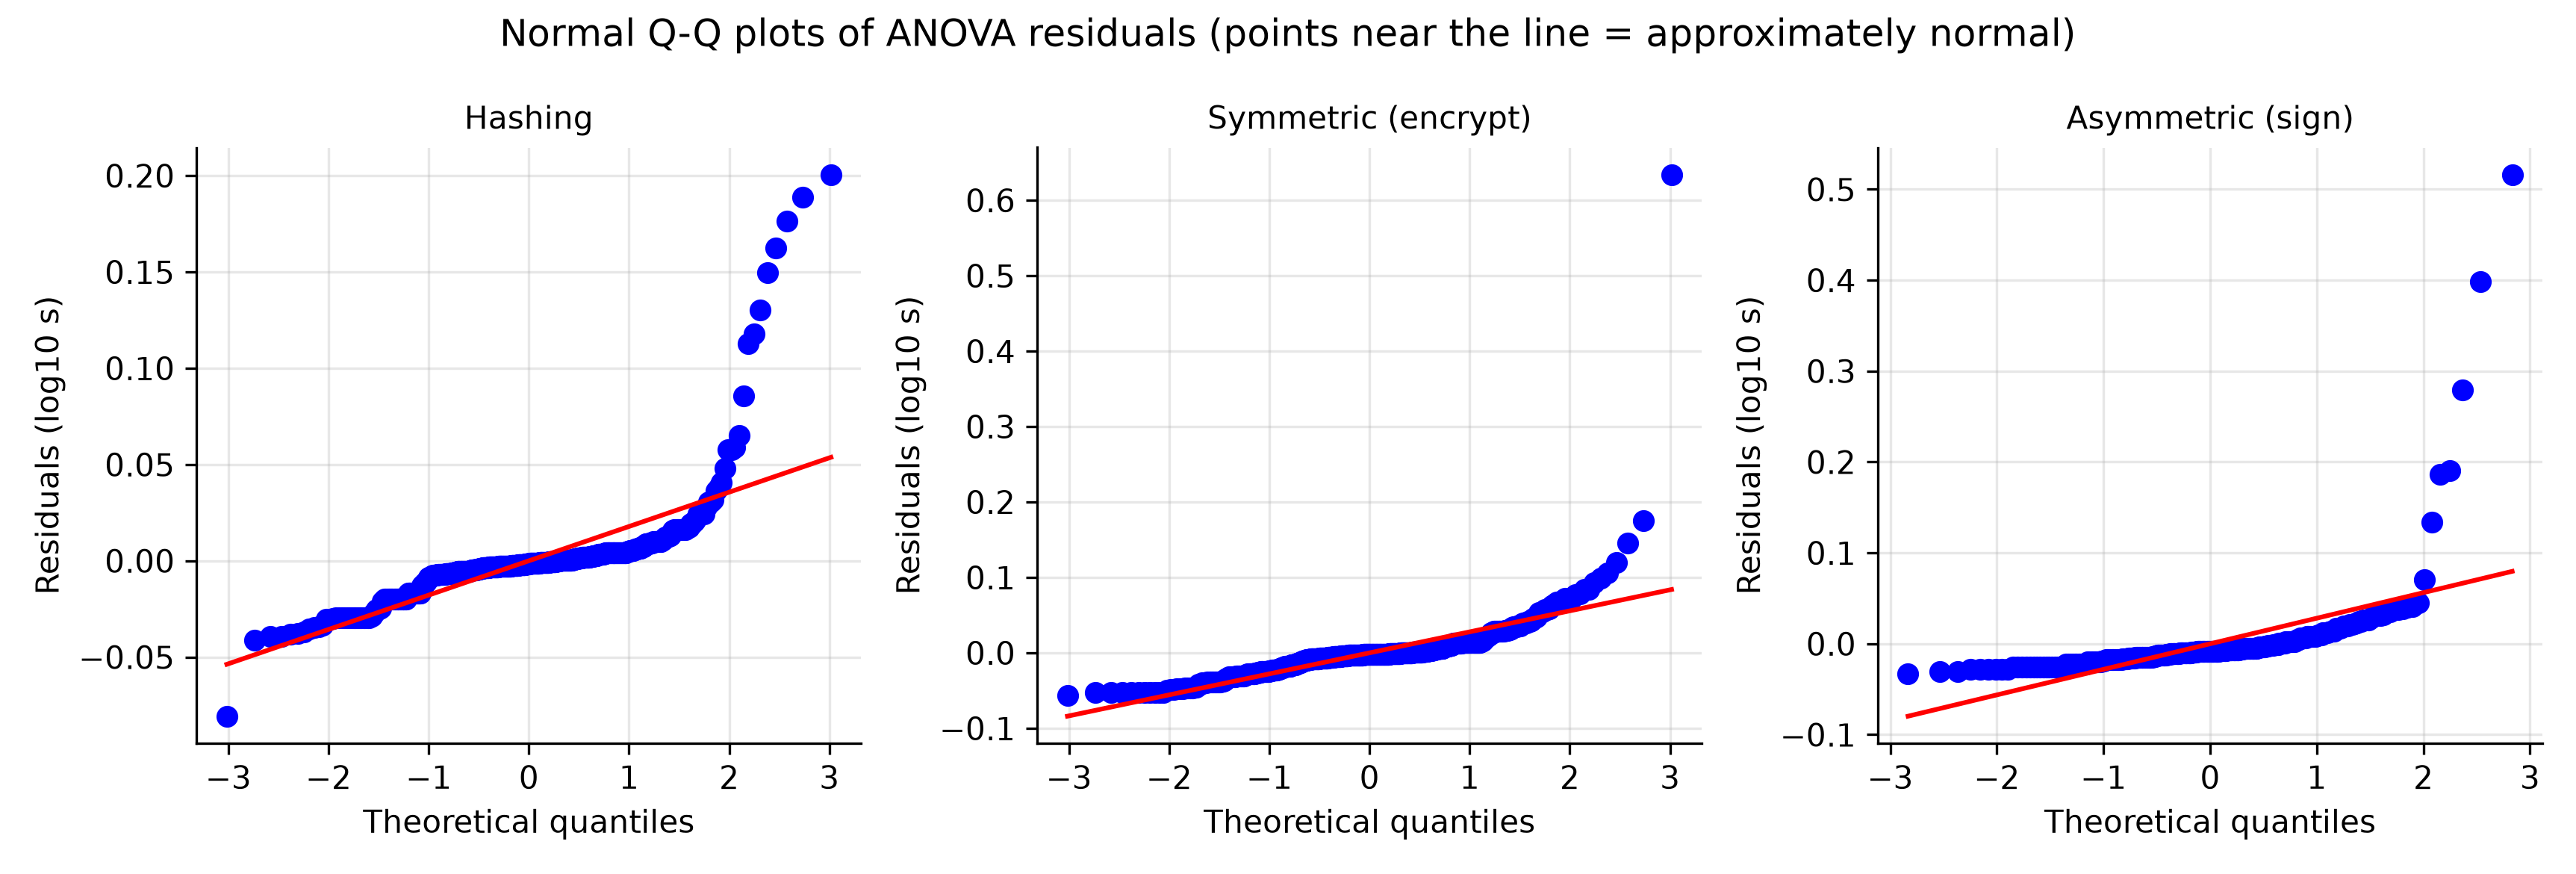 Normal Q-Q plots of ANOVA residuals (points near the line = approximately normal)
Hashing
Residuals (log10 s)
0.20
0.15
0.10
0.05
0.00
−0.05
−3 −2 −1 0 1 2 3
Theoretical quantiles
Symmetric (encrypt)
Residuals (log10 s)
0.6
0.5
0.4
0.3
0.2
0.1
0.0
−0.1
−3 −2 −1 0 1 2 3
Theoretical quantiles
Asymmetric (sign)
Residuals (log10 s)
0.5
0.4
0.3
0.2
0.1
0.0
−0.1
−3 −2 −1 0 1 2 3
Theoretical quantiles